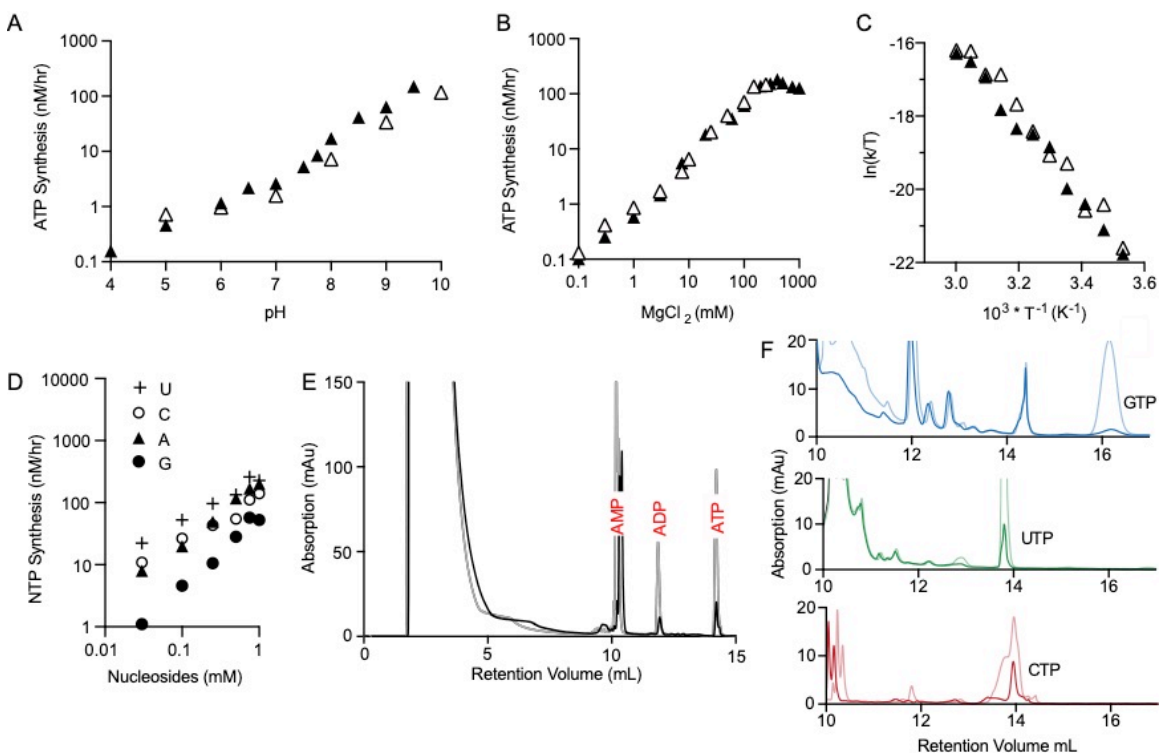 A
ATP Synthesis (nM/hr)
1000
100
10
1
0.1
4 5 6 7 8 9 10
pH
B
ATP Synthesis (nM/hr)
1000
100
10
1
0.1
0.1 1 10 100 1000
MgCl2 (mM)
C
ln(k/T)
-16
-18
-20
-22
3.0 3.2 3.4 3.6
10³ * T⁻¹ (K⁻¹)
D
NTP Synthesis (nM/hr)
10000
1000
100
10
1
U
C
A
G
0.01 0.1 1
Nucleosides (mM)
E
Absorption (mAu)
150
100
50
0
AMP
ADP
ATP
0 5 10 15
Retention Volume (mL)
F
Absorption (mAu)
20
10
0
GTP
10 12 14 16
20
10
0
UTP
10 12 14 16
20
10
0
CTP
10 12 14 16
Retention Volume mL